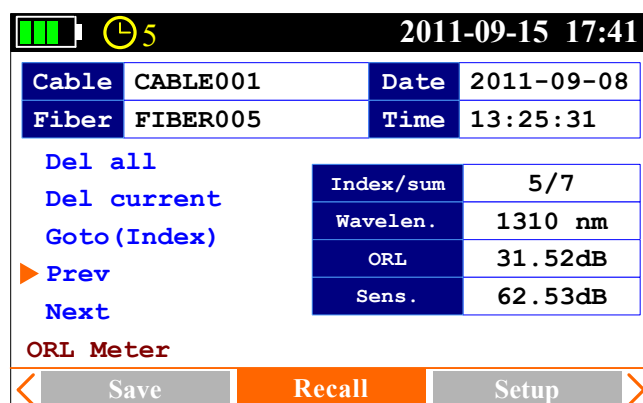 5 2011-09-15 17:41
Cable CABLE001 Date 2011-09-08
Fiber FIBER005 Time 13:25:31
Del all
Del current
Goto(Index)
Prev
Next
Index/sum 5/7
Wavelen. 1310 nm
ORL 31.52dB
Sens. 62.53dB
ORL Meter
Save Recall Setup